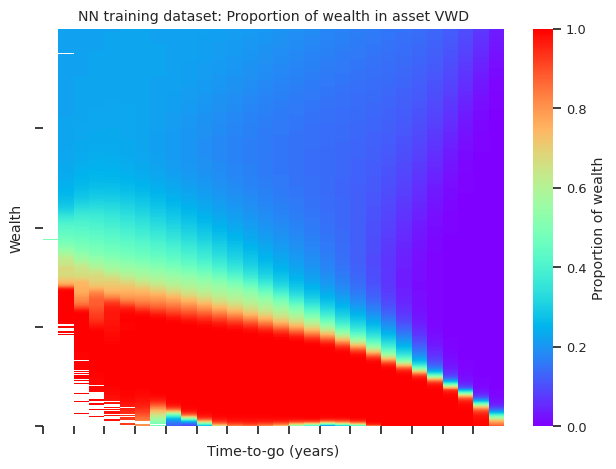 NN training dataset: Proportion of wealth in asset VWD
Wealth
Time-to-go (years)
1.0
0.8
0.6
0.4
0.2
0.0
Proportion of wealth